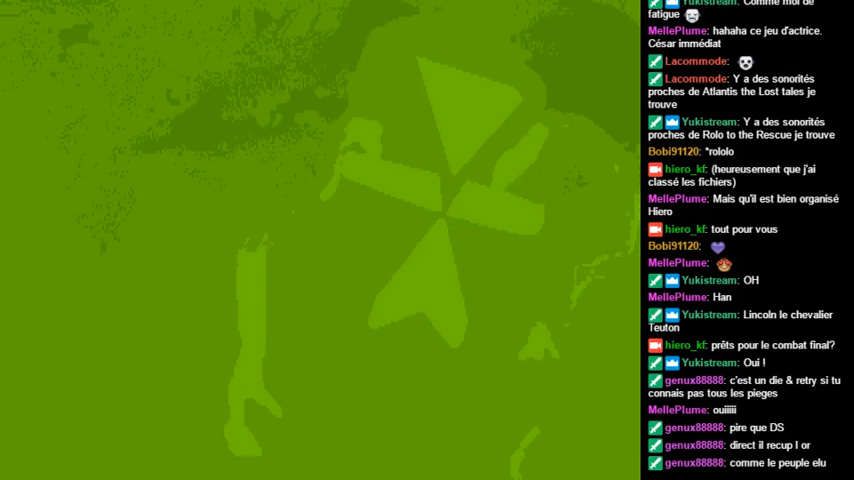 Yukistream: Comme moi de
fatigue
MellePlume: hahaha ce jeu d'actrice.
César immédiat
Lacommode:
Lacommode: Y a des sonorités
proches de Atlantis the Lost tales je
trouve
Yukistream: Y a des sonorités
proches de Rolo to the Rescue je trouve
Bobi91120: *rololo
hiero_kf: (heureusement que j'ai
classé les fichiers)
MellePlume: Mais qu'il est bien organisé
Hiero
hiero_kf: tout pour vous
Bobi91120:
MellePlume:
Yukistream: OH
MellePlume: Han
Yukistream: Lincoln le chevalier
Teuton
hiero_kf: prêts pour le combat final?
Yukistream: Oui !
genux88888: c'est un die & retry si tu
connais pas tous les pieges
MellePlume: ouiiiii
genux88888: pire que DS
genux88888: direct il recup l or
genux88888: comme le peuple elu